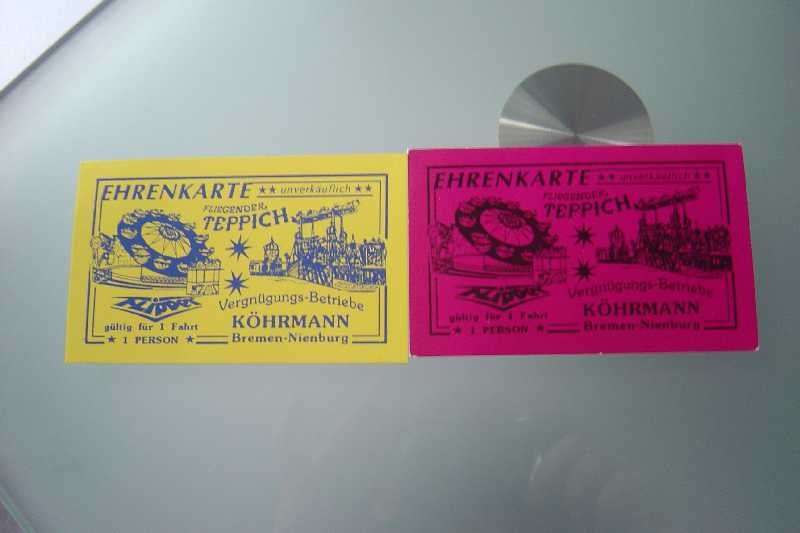 EHRENKARTE ★★ unverkäuflich ★★
FLIEGENDER
TEPPICH
Vergnügungs-Betriebe
gültig für 1 Fahrt
KÖHRMANN
★ 1 PERSON ★
Bremen-Nienburg
EHRENKARTE ★★ unverkäuflich ★★
FLIEGENDER
TEPPICH
Vergnügungs-Betriebe
gültig für 1 Fahrt
KÖHRMANN
★ 1 PERSON ★
Bremen-Nienburg